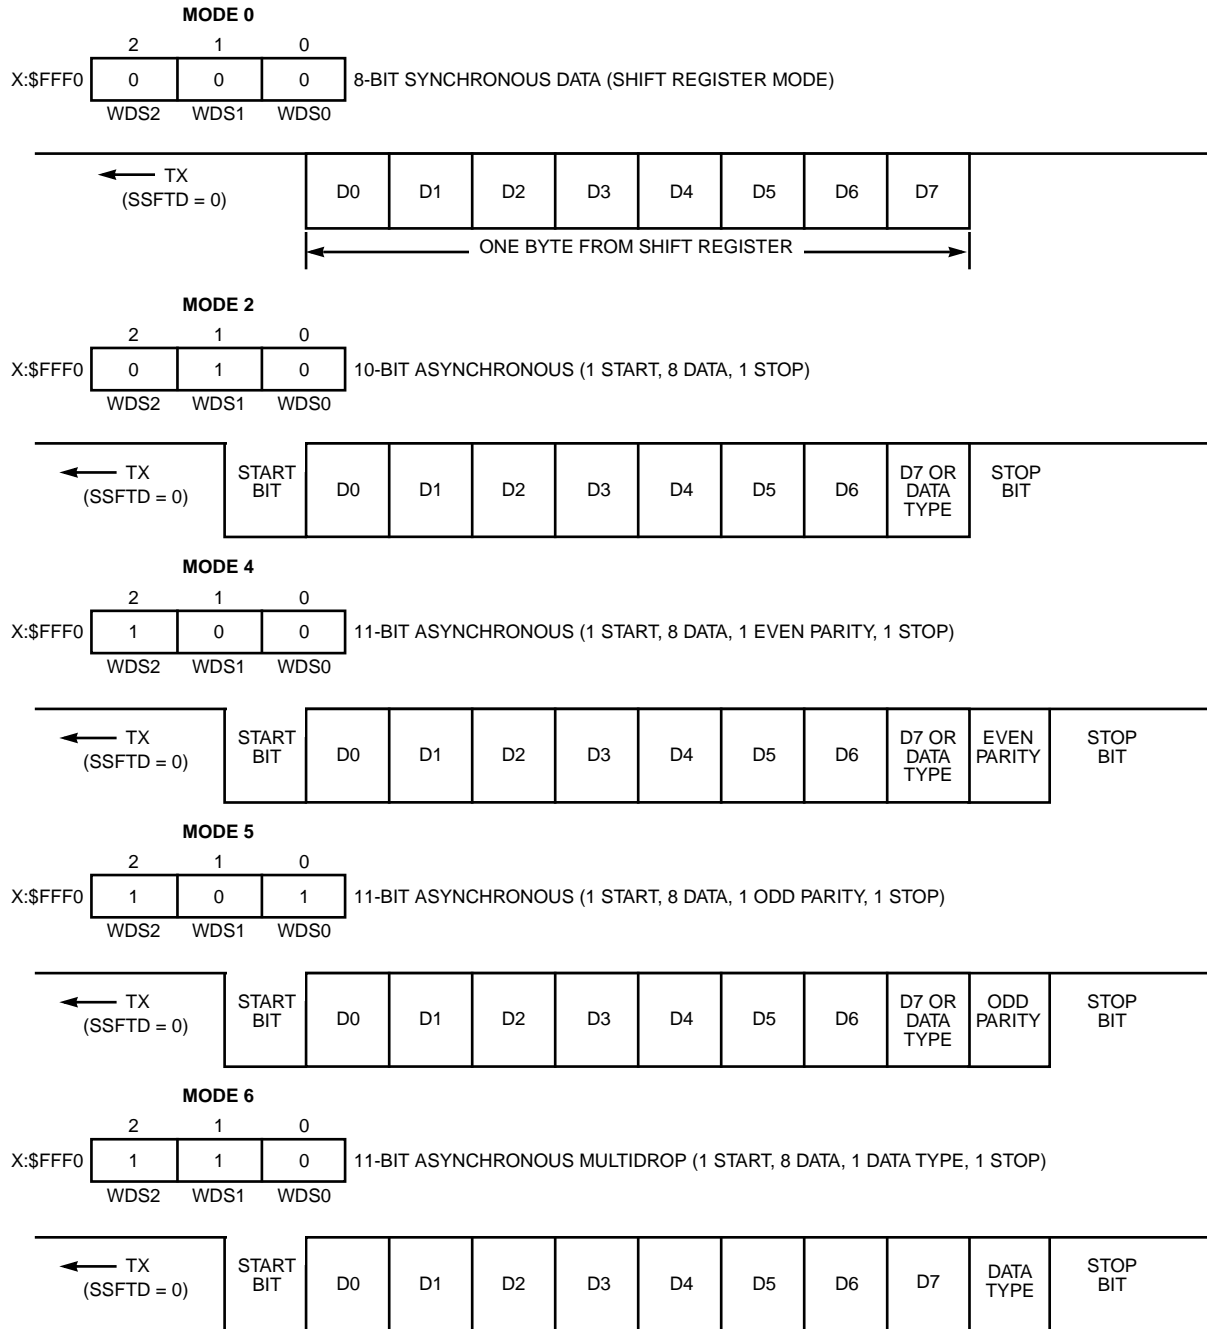 MODE 0
2 1 0
X:$FFF0 0 0 0 8-BIT SYNCHRONOUS DATA (SHIFT REGISTER MODE)
WDS2 WDS1 WDS0
TX
(SSFTD = 0)
D0 D1 D2 D3 D4 D5 D6 D7
ONE BYTE FROM SHIFT REGISTER
MODE 2
2 1 0
X:$FFF0 0 1 0 10-BIT ASYNCHRONOUS (1 START, 8 DATA, 1 STOP)
WDS2 WDS1 WDS0
TX
(SSFTD = 0)
START
BIT
D0 D1 D2 D3 D4 D5 D6
D7 OR
DATA
TYPE
STOP
BIT
MODE 4
2 1 0
X:$FFF0 1 0 0 11-BIT ASYNCHRONOUS (1 START, 8 DATA, 1 EVEN PARITY, 1 STOP)
WDS2 WDS1 WDS0
TX
(SSFTD = 0)
START
BIT
D0 D1 D2 D3 D4 D5 D6
D7 OR
DATA
TYPE
EVEN
PARITY
STOP
BIT
MODE 5
2 1 0
X:$FFF0 1 0 1 11-BIT ASYNCHRONOUS (1 START, 8 DATA, 1 ODD PARITY, 1 STOP)
WDS2 WDS1 WDS0
TX
(SSFTD = 0)
START
BIT
D0 D1 D2 D3 D4 D5 D6
D7 OR
DATA
TYPE
ODD
PARITY
STOP
BIT
MODE 6
2 1 0
X:$FFF0 1 1 0 11-BIT ASYNCHRONOUS MULTIDROP (1 START, 8 DATA, 1 DATA TYPE, 1 STOP)
WDS2 WDS1 WDS0
TX
(SSFTD = 0)
START
BIT
D0 D1 D2 D3 D4 D5 D6 D7
DATA
TYPE
STOP
BIT